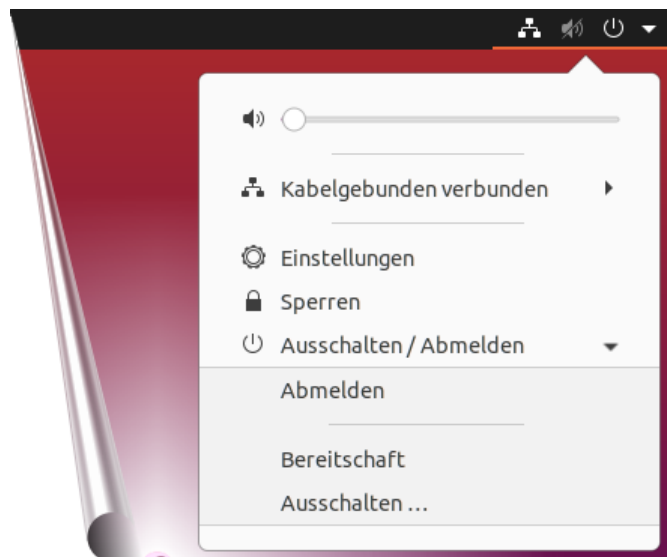 Kabelgebunden verbunden
Einstellungen
Sperren
Ausschalten / Abmelden
Abmelden
Bereitschaft
Ausschalten …